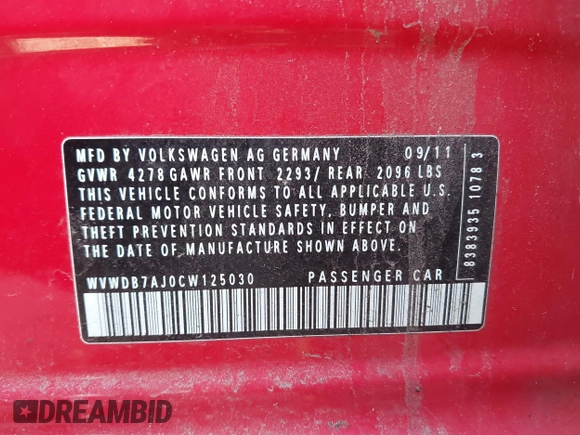 MFD BY VOLKSWAGEN AG GERMANY 09/11
GVWR 4278 GAWR FRONT 2293/ REAR 2096 LBS
THIS VEHICLE CONFORMS TO ALL APPLICABLE U.S.
FEDERAL MOTOR VEHICLE SAFETY, BUMPER AND
THEFT PREVENTION STANDARDS IN EFFECT ON
THE DATE OF MANUFACTURE SHOWN ABOVE.
WVWDB7AJ0CW125030 PASSENGER CAR
8383935 1078 3
DREAMBID